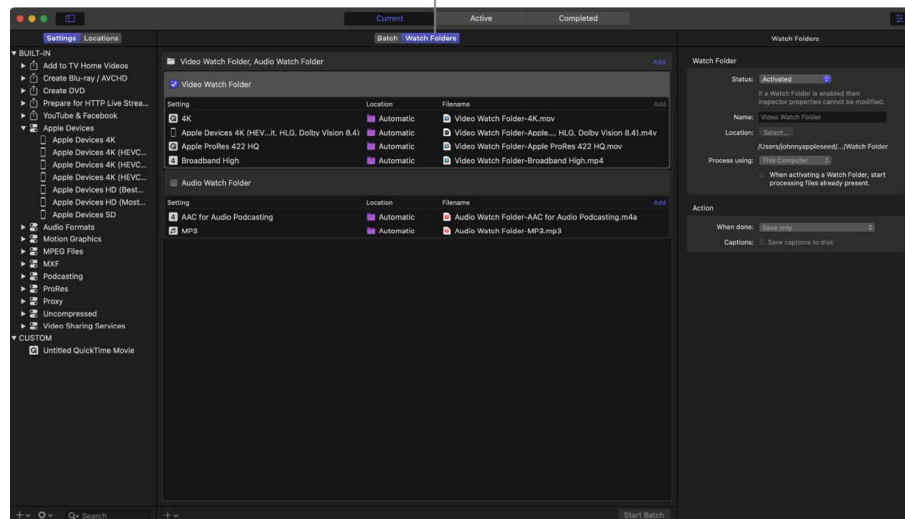 Current Active Completed
Settings Locations
Batch Watch Folders
Watch Folders
BUILT-IN
Add to TV Home Videos
Create Blu-ray / AVCHD
Create DVD
Prepare for HTTP Live Strea...
YouTube & Facebook
Apple Devices
Apple Devices 4K
Apple Devices 4K (HEVC...
Apple Devices 4K (HEVC...
Apple Devices 4K (HEVC...
Apple Devices HD (Best...
Apple Devices HD (Most...
Apple Devices SD
Audio Formats
Motion Graphics
MPEG Files
MXF
Podcasting
ProRes
Proxy
Uncompressed
Video Sharing Services
CUSTOM
Untitled QuickTime Movie
Search
Video Watch Folder, Audio Watch Folder Add
Video Watch Folder
Setting Location Filename Add
4K Automatic Video Watch Folder-4K.mov
Apple Devices 4K (HEV...it, HLG, Dolby Vision 8.4) Automatic Video Watch Folder-Apple..., HLG, Dolby Vision 8.4).m4v
Apple ProRes 422 HQ Automatic Video Watch Folder-Apple ProRes 422 HQ.mov
Broadband High Automatic Video Watch Folder-Broadband High.mp4
Audio Watch Folder
Setting Location Filename Add
AAC for Audio Podcasting Automatic Audio Watch Folder-AAC for Audio Podcasting.m4a
MP3 Automatic Audio Watch Folder-MP3.mp3
Start Batch
Watch Folder
Status: Activated
If a Watch Folder is enabled then
inspector properties cannot be modified.
Name: Video Watch Folder
Location: Select...
/Users/johnnyappleseed/.../Watch Folder
Process using: This Computer
When activating a Watch Folder, start
processing files already present.
Action
When done: Save only
Captions: Save captions to disk